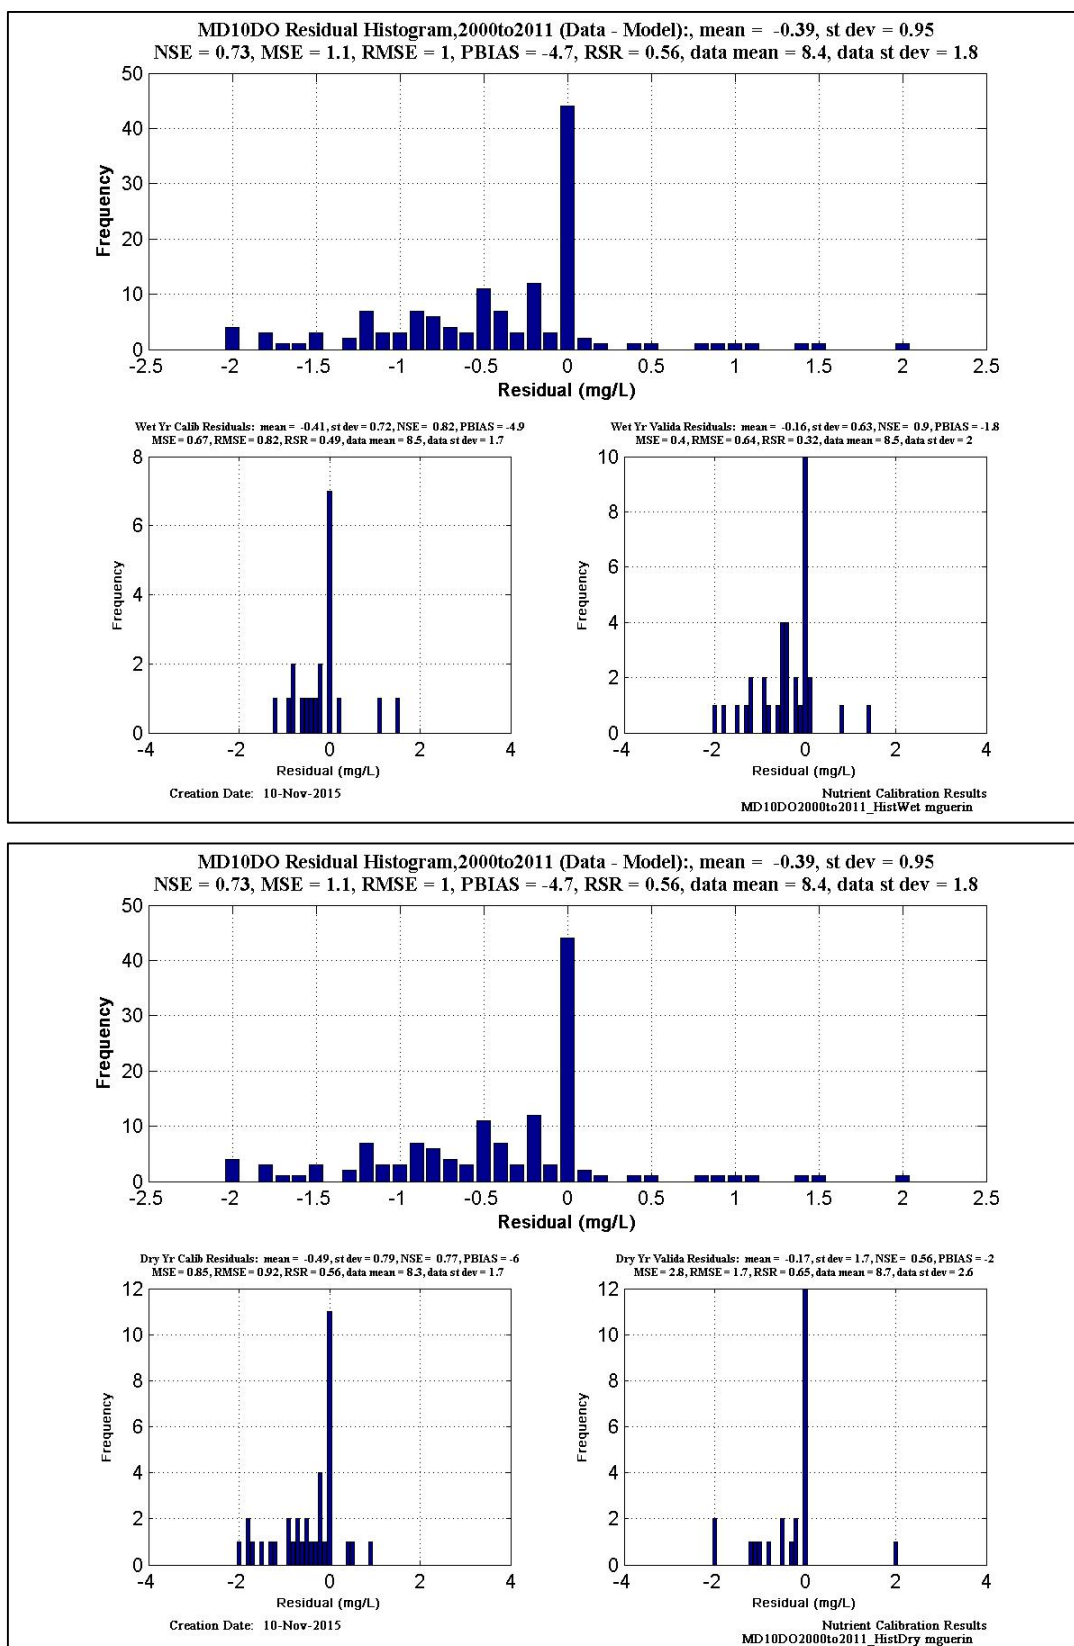 MD10DO Residual Histogram,2000to2011 (Data - Model):, mean = -0.39, st dev = 0.95
NSE = 0.73, MSE = 1.1, RMSE = 1, PBIAS = -4.7, RSR = 0.56, data mean = 8.4, data st dev = 1.8
50
40
30
20
10
0
Frequency
-2.5 -2 -1.5 -1 -0.5 0 0.5 1 1.5 2 2.5
Residual (mg/L)
Wet Yr Calib Residuals: mean = -0.41, st dev = 0.72, NSE = 0.82, PBIAS = -4.9
MSE = 0.67, RMSE = 0.82, RSR = 0.49, data mean = 8.5, data st dev = 1.7
8
6
4
2
0
Frequency
-4 -2 0 2 4
Residual (mg/L)
Creation Date: 10-Nov-2015
Wet Yr Valida Residuals: mean = -0.16, st dev = 0.63, NSE = 0.9, PBIAS = -1.8
MSE = 0.4, RMSE = 0.64, RSR = 0.32, data mean = 8.5, data st dev = 2
10
8
6
4
2
0
Frequency
-4 -2 0 2 4
Residual (mg/L)
Nutrient Calibration Results
MD10DO2000to2011_HistWet mguerin
MD10DO Residual Histogram,2000to2011 (Data - Model):, mean = -0.39, st dev = 0.95
NSE = 0.73, MSE = 1.1, RMSE = 1, PBIAS = -4.7, RSR = 0.56, data mean = 8.4, data st dev = 1.8
50
40
30
20
10
0
Frequency
-2.5 -2 -1.5 -1 -0.5 0 0.5 1 1.5 2 2.5
Residual (mg/L)
Dry Yr Calib Residuals: mean = -0.49, st dev = 0.79, NSE = 0.77, PBIAS = -6
MSE = 0.85, RMSE = 0.92, RSR = 0.56, data mean = 8.3, data st dev = 1.7
12
10
8
6
4
2
0
Frequency
-4 -2 0 2 4
Residual (mg/L)
Creation Date: 10-Nov-2015
Dry Yr Valida Residuals: mean = -0.17, st dev = 1.7, NSE = 0.56, PBIAS = -2
MSE = 2.8, RMSE = 1.7, RSR = 0.65, data mean = 8.7, data st dev = 2.6
12
10
8
6
4
2
0
Frequency
-4 -2 0 2 4
Residual (mg/L)
Nutrient Calibration Results
MD10DO2000to2011_HistDry mguerin